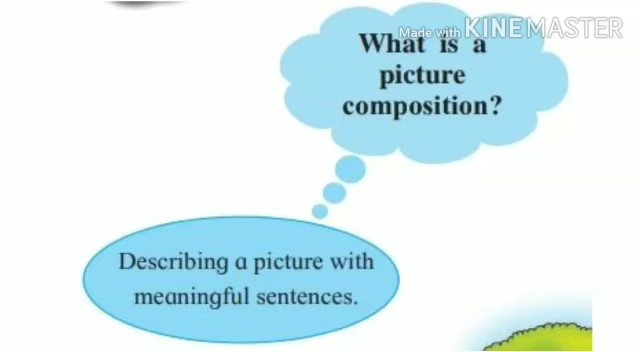 Made with KINEMASTER
What is a
picture
composition?
Describing a picture with
meaningful sentences.